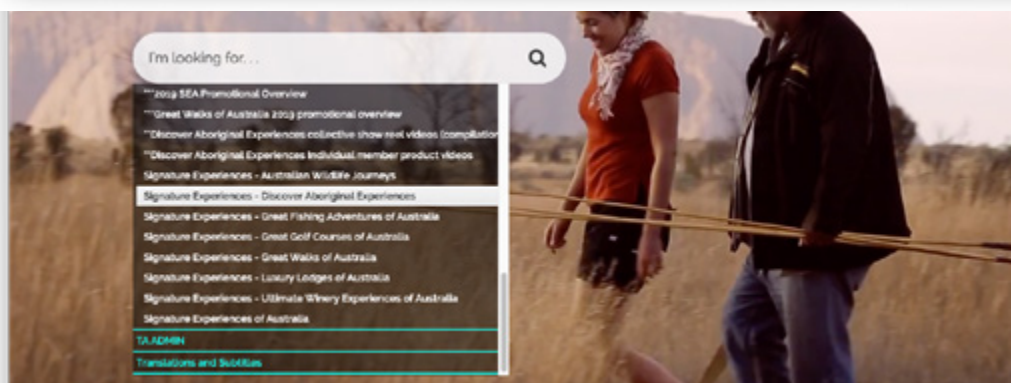 I'm looking for...
***2019 SEA Promotional Overview
***Great Walks of Australia 2019 promotional overview
**Discover Aboriginal Experiences collective show reel videos (compilation
**Discover Aboriginal Experiences Individual member product videos
Signature Experiences - Australian Wildlife Journeys
Signature Experiences - Discover Aboriginal Experiences
Signature Experiences - Great Fishing Adventures of Australia
Signature Experiences - Great Golf Courses of Australia
Signature Experiences - Great Walks of Australia
Signature Experiences - Luxury Lodges of Australia
Signature Experiences - Ultimate Winery Experiences of Australia
Signature Experiences of Australia
TA ADMIN
Translations and Subtitles